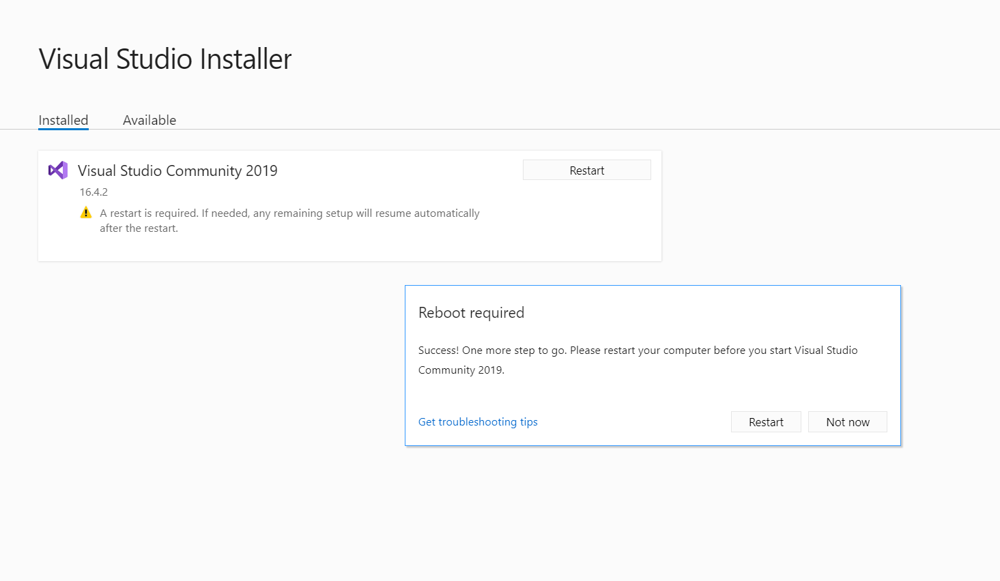 Visual Studio Installer
Installed
Available
Visual Studio Community 2019
Restart
16.4.2
A restart is required. If needed, any remaining setup will resume automatically
after the restart.
Reboot required
Success! One more step to go. Please restart your computer before you start Visual Studio
Community 2019.
Get troubleshooting tips
Restart
Not now